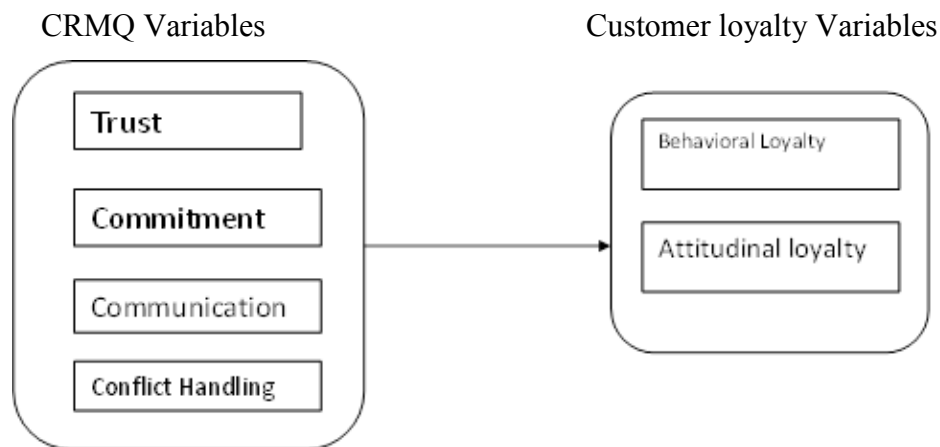 CRMQ Variables
Customer loyalty Variables
Trust
Commitment
Communication
Conflict Handling
Behavioral Loyalty
Attitudinal loyalty